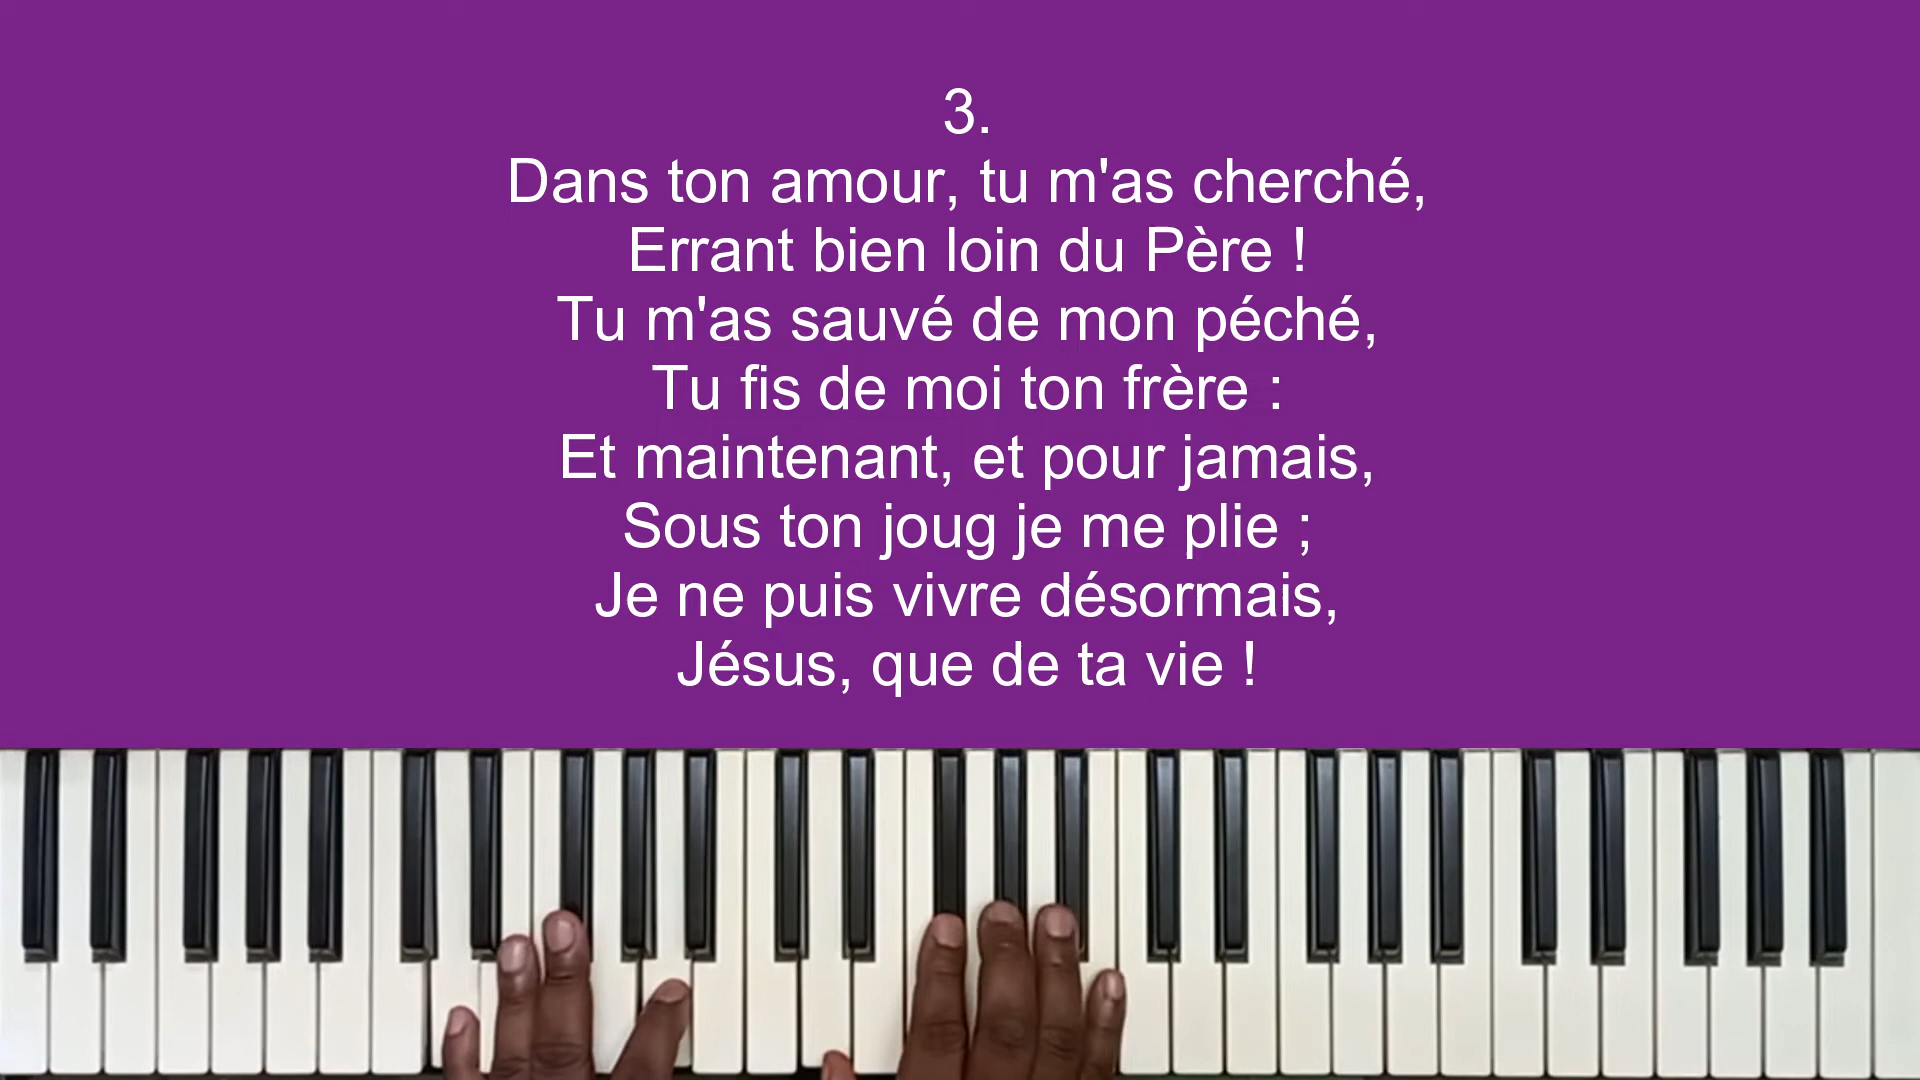 3.
Dans ton amour, tu m'as cherché,
Errant bien loin du Père !
Tu m'as sauvé de mon péché,
Tu fis de moi ton frère :
Et maintenant, et pour jamais,
Sous ton joug je me plie ;
Je ne puis vivre désormais,
Jésus, que de ta vie !